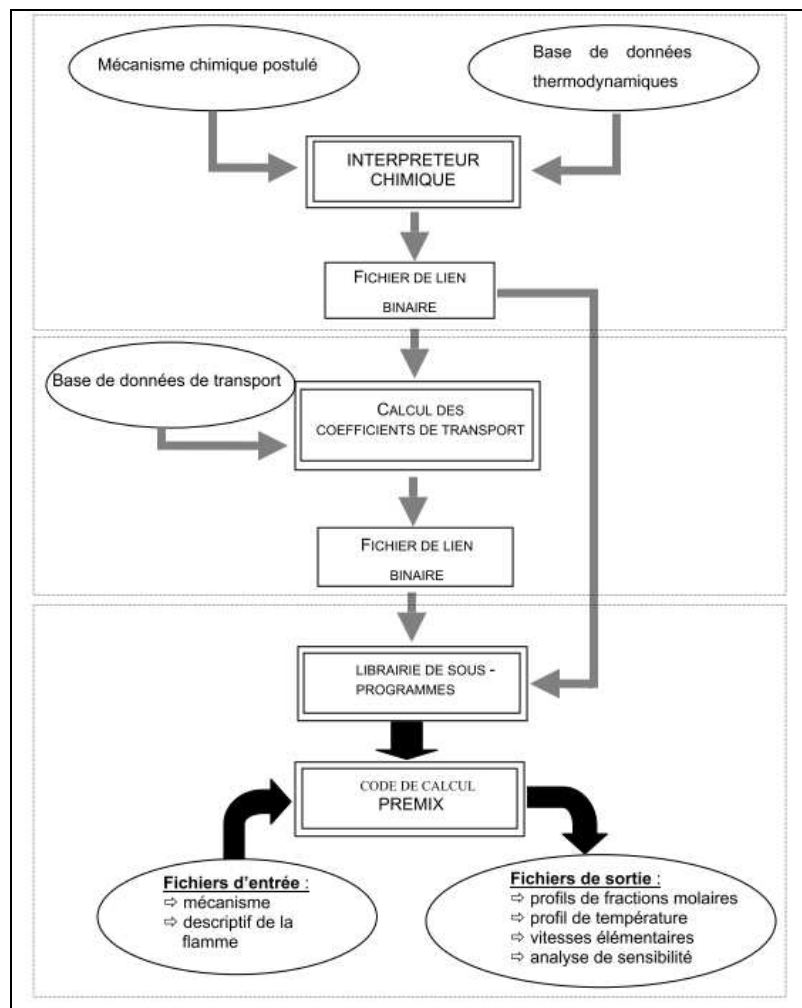 Mécanisme chimique postulé
Base de données
thermodynamiques
INTERPRETEUR
CHIMIQUE
FICHIER DE LIEN
BINAIRE
Base de données de transport
CALCUL DES
COEFFICIENTS DE TRANSPORT
FICHIER DE LIEN
BINAIRE
LIBRAIRIE DE SOUS -
PROGRAMMES
CODE DE CALCUL
PREMIX
Fichiers d'entrée :
⇨ mécanisme
⇨ descriptif de la
flamme
Fichiers de sortie :
⇨ profils de fractions molaires
⇨ profil de température
⇨ vitesses élémentaires
⇨ analyse de sensibilité